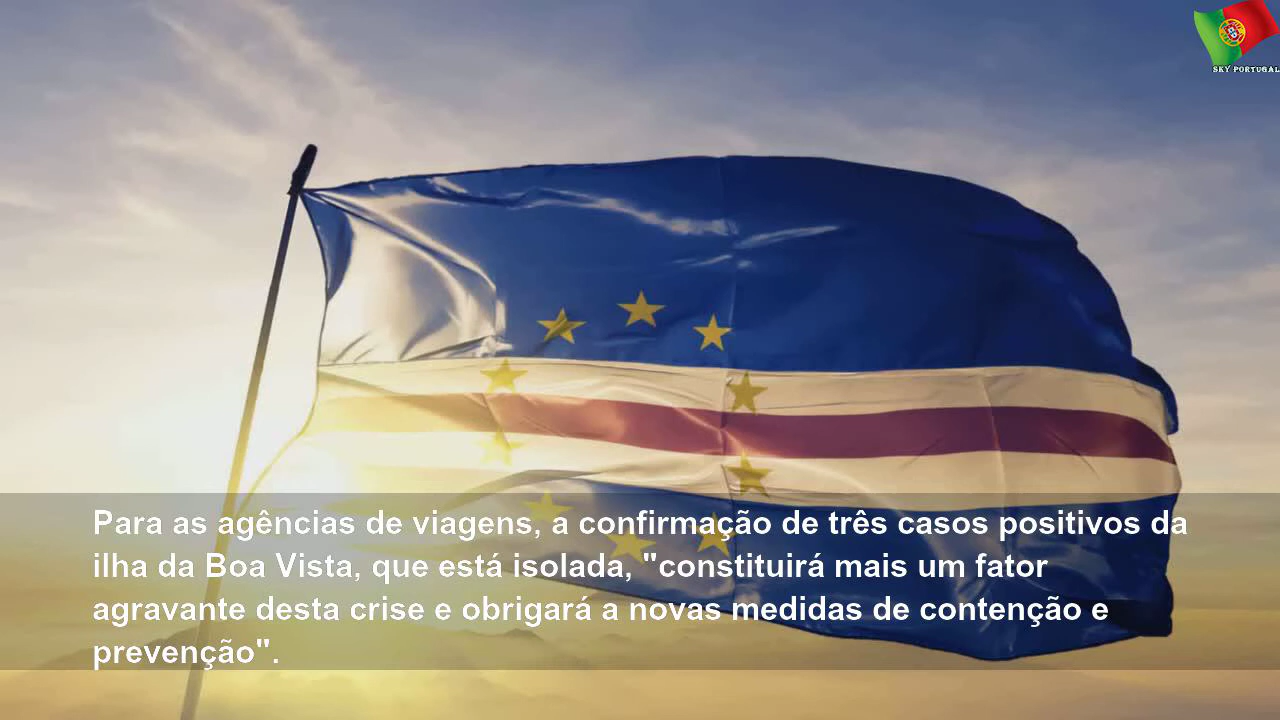 SKY PORTUGAL
Para as agências de viagens, a confirmação de três casos positivos da
ilha da Boa Vista, que está isolada, "constituirá mais um fator
agravante desta crise e obrigará a novas medidas de contenção e
prevenção".